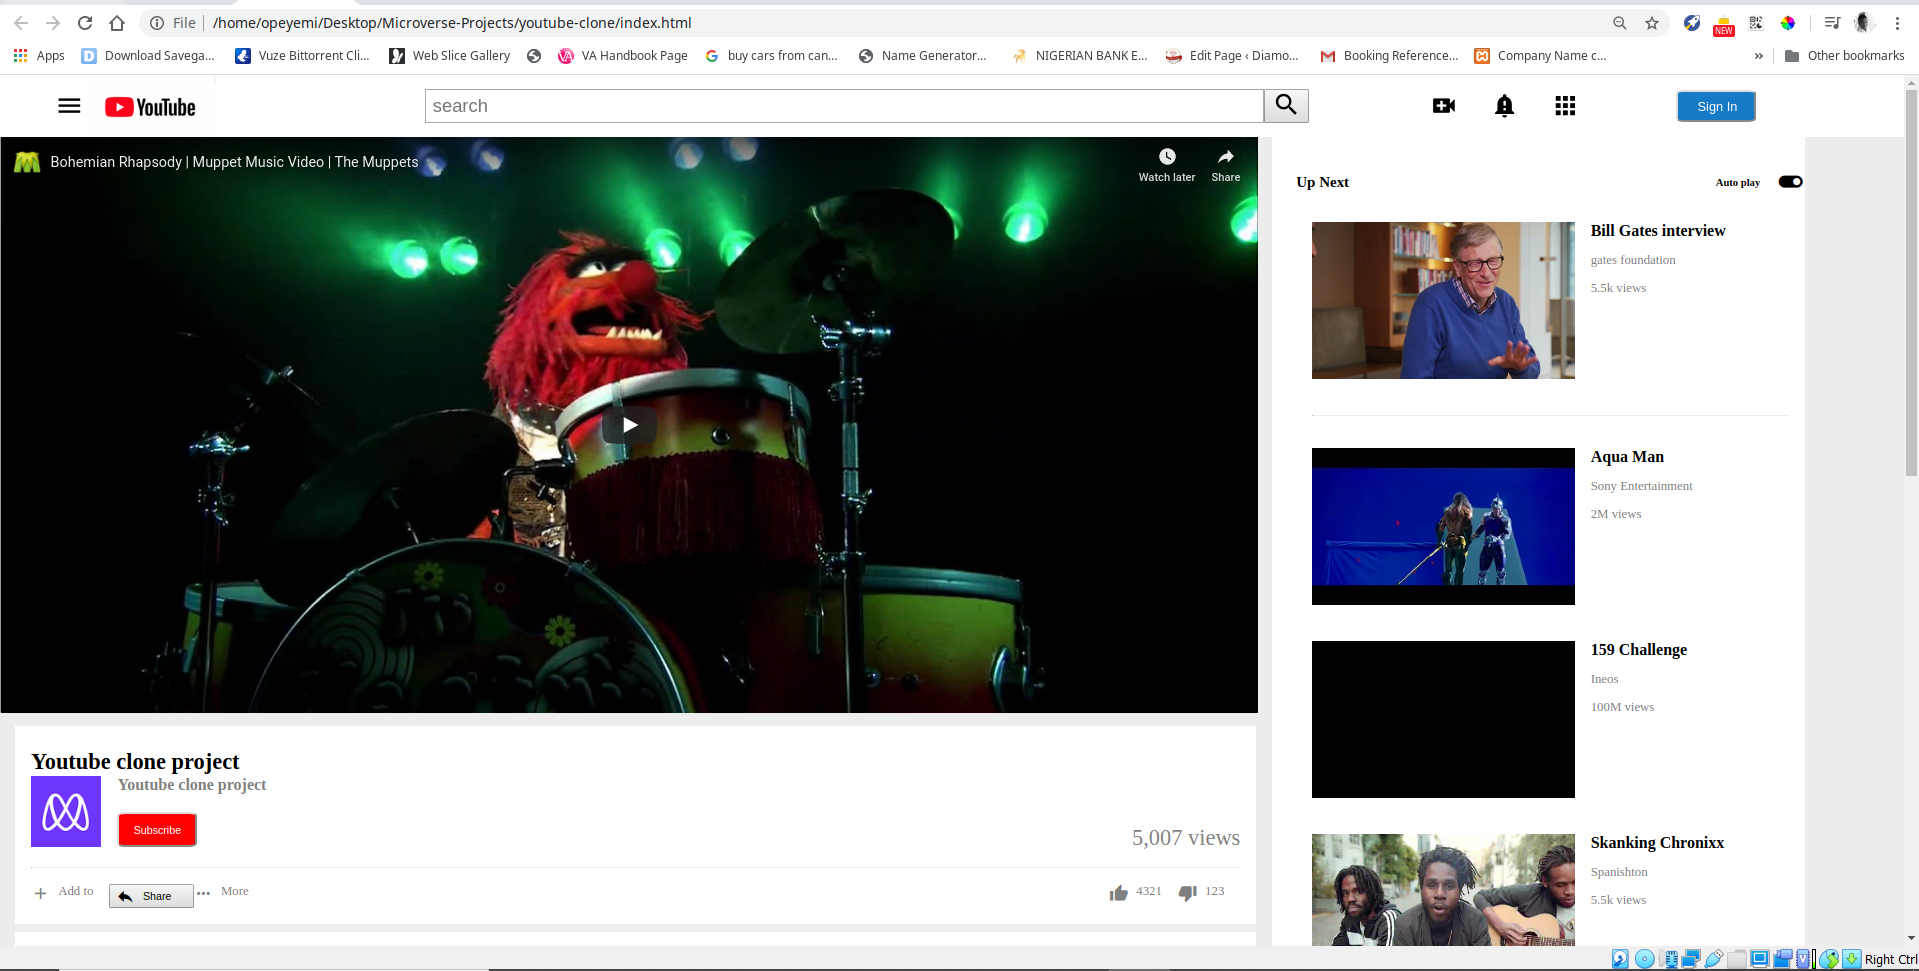 File | /home/opeyemi/Desktop/Microverse-Projects/youtube-clone/index.html
NEW
Apps Download Savega... Vuze Bittorrent Cli... Web Slice Gallery VA Handbook Page buy cars from can... Name Generator... NIGERIAN BANK E... Edit Page ‹ Diamo... Booking Reference... Company Name c... » Other bookmarks
YouTube search Sign In
Bohemian Rhapsody | Muppet Music Video | The Muppets
Watch later Share
Up Next Auto play
Bill Gates interview
gates foundation
5.5k views
Aqua Man
Sony Entertainment
2M views
159 Challenge
Ineos
100M views
Skanking Chronixx
Spanishton
5.5k views
Youtube clone project
Youtube clone project
Subscribe
5,007 views
Add to Share More 4321 123
Right Ctrl